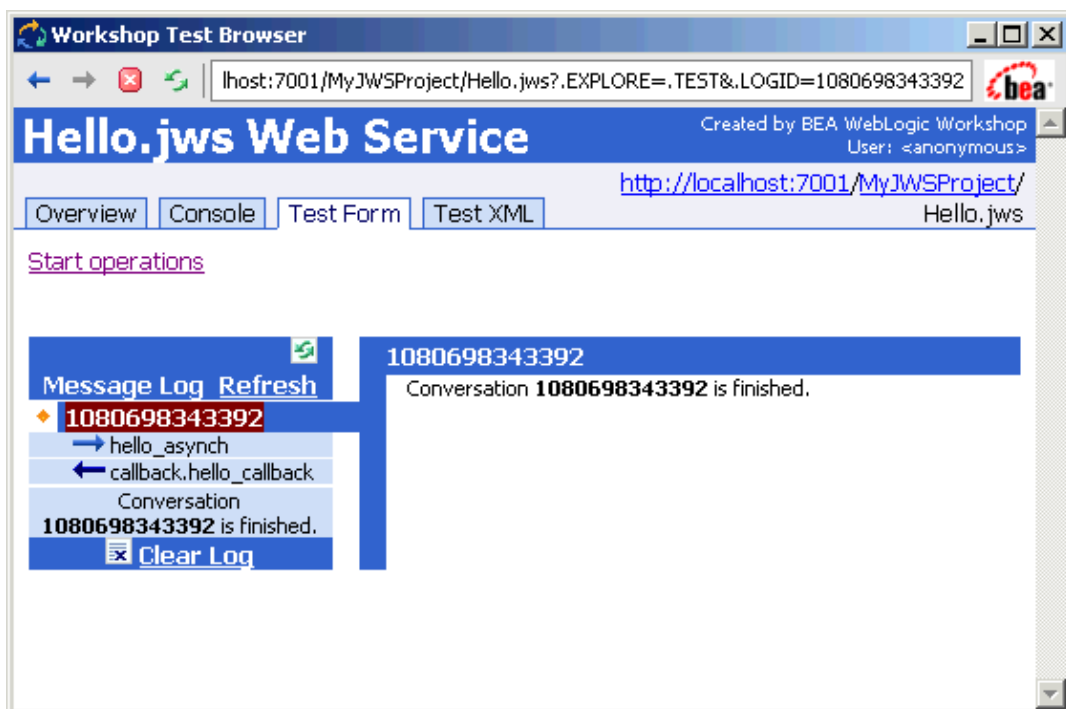 Workshop Test Browser
lhost:7001/MyJWSProject/Hello.jws?.EXPLORE=.TEST&.LOGID=1080698343392
bea
Hello.jws Web Service
Created by BEA WebLogic Workshop
User: <anonymous>
http://localhost:7001/MyJWSProject/
Hello.jws
Overview Console Test Form Test XML
Start operations
Message Log Refresh
1080698343392
hello_asynch
callback.hello_callback
Conversation
1080698343392 is finished.
Clear Log
1080698343392
Conversation 1080698343392 is finished.